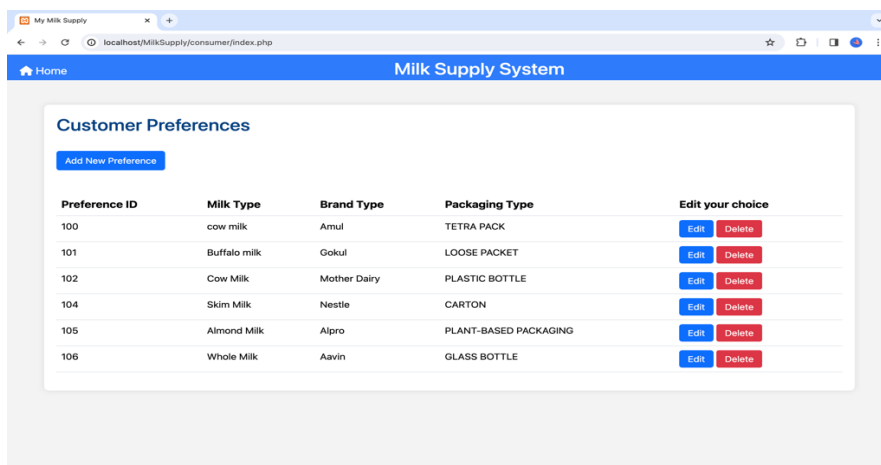 My Milk Supply
localhost/MilkSupply/consumer/index.php
Home Milk Supply System
Customer Preferences
Add New Preference
Preference ID Milk Type Brand Type Packaging Type Edit your choice
100 cow milk Amul TETRA PACK Edit Delete
101 Buffalo milk Gokul LOOSE PACKET Edit Delete
102 Cow Milk Mother Dairy PLASTIC BOTTLE Edit Delete
104 Skim Milk Nestle CARTON Edit Delete
105 Almond Milk Alpro PLANT-BASED PACKAGING Edit Delete
106 Whole Milk Aavin GLASS BOTTLE Edit Delete